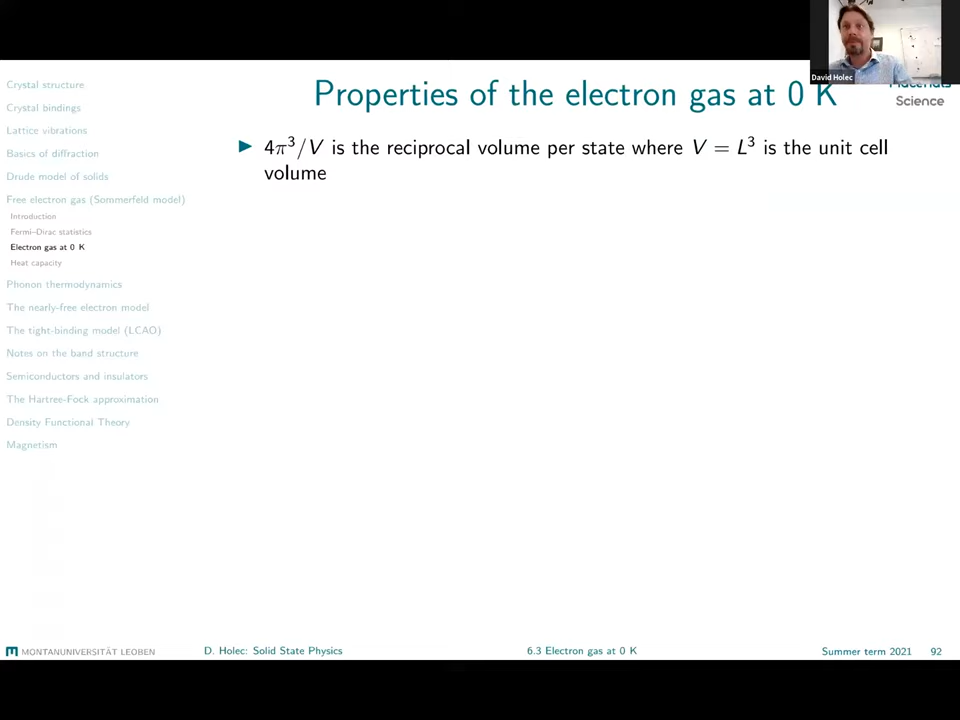 David Holec
Materials
Science
Crystal structure
Crystal bindings
Lattice vibrations
Basics of diffraction
Drude model of solids
Free electron gas (Sommerfeld model)
Introduction
Fermi–Dirac statistics
Electron gas at 0 K
Heat capacity
Phonon thermodynamics
The nearly-free electron model
The tight-binding model (LCAO)
Notes on the band structure
Semiconductors and insulators
The Hartree-Fock approximation
Density Functional Theory
Magnetism
Properties of the electron gas at 0 K
▶ 4π³/V is the reciprocal volume per state where V = L³ is the unit cell
volume
MONTANUNIVERSITÄT LEOBEN
D. Holec: Solid State Physics
6.3 Electron gas at 0 K
Summer term 2021 92